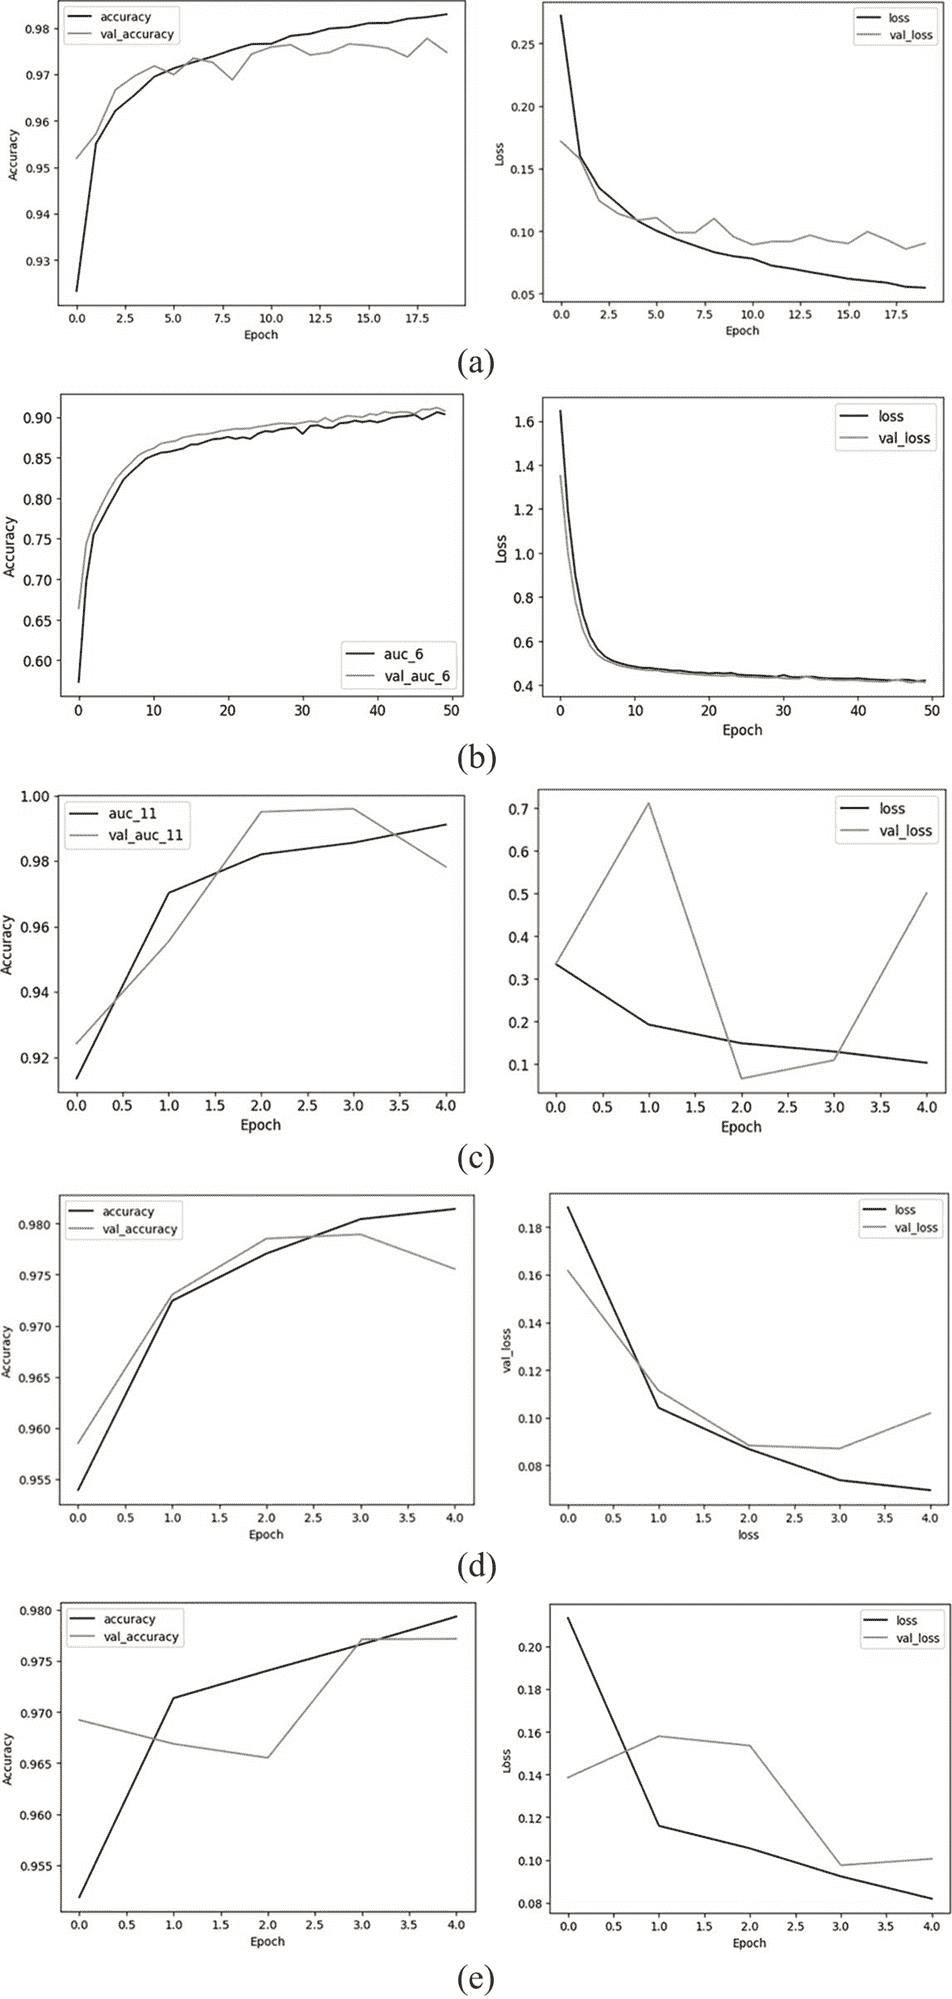 accuracy
val_accuracy
0.98
0.97
0.96
0.95
0.94
0.93
Accuracy
0.0 2.5 5.0 7.5 10.0 12.5 15.0 17.5
Epoch
loss
val_loss
0.25
0.20
0.15
0.10
0.05
Loss
0.0 2.5 5.0 7.5 10.0 12.5 15.0 17.5
Epoch
(a)
0.90
0.85
0.80
0.75
0.70
0.65
0.60
Accuracy
auc_6
val_auc_6
0 10 20 30 40 50
loss
val_loss
1.6
1.4
1.2
1.0
0.8
0.6
0.4
Loss
0 10 20 30 40 50
Epoch
(b)
auc_11
val_auc_11
1.00
0.98
0.96
0.94
0.92
Accuracy
0.0 0.5 1.0 1.5 2.0 2.5 3.0 3.5 4.0
Epoch
loss
val_loss
0.7
0.6
0.5
0.4
0.3
0.2
0.1
0.0 0.5 1.0 1.5 2.0 2.5 3.0 3.5 4.0
Epoch
(c)
accuracy
val_accuracy
0.980
0.975
0.970
0.965
0.960
0.955
Accuracy
0.0 0.5 1.0 1.5 2.0 2.5 3.0 3.5 4.0
Epoch
loss
val_loss
0.18
0.16
0.14
0.12
0.10
0.08
val_loss
0.0 0.5 1.0 1.5 2.0 2.5 3.0 3.5 4.0
loss
(d)
accuracy
val_accuracy
0.980
0.975
0.970
0.965
0.960
0.955
Accuracy
0.0 0.5 1.0 1.5 2.0 2.5 3.0 3.5 4.0
Epoch
loss
val_loss
0.20
0.18
0.16
0.14
0.12
0.10
0.08
Loss
0.0 0.5 1.0 1.5 2.0 2.5 3.0 3.5 4.0
Epoch
(e)